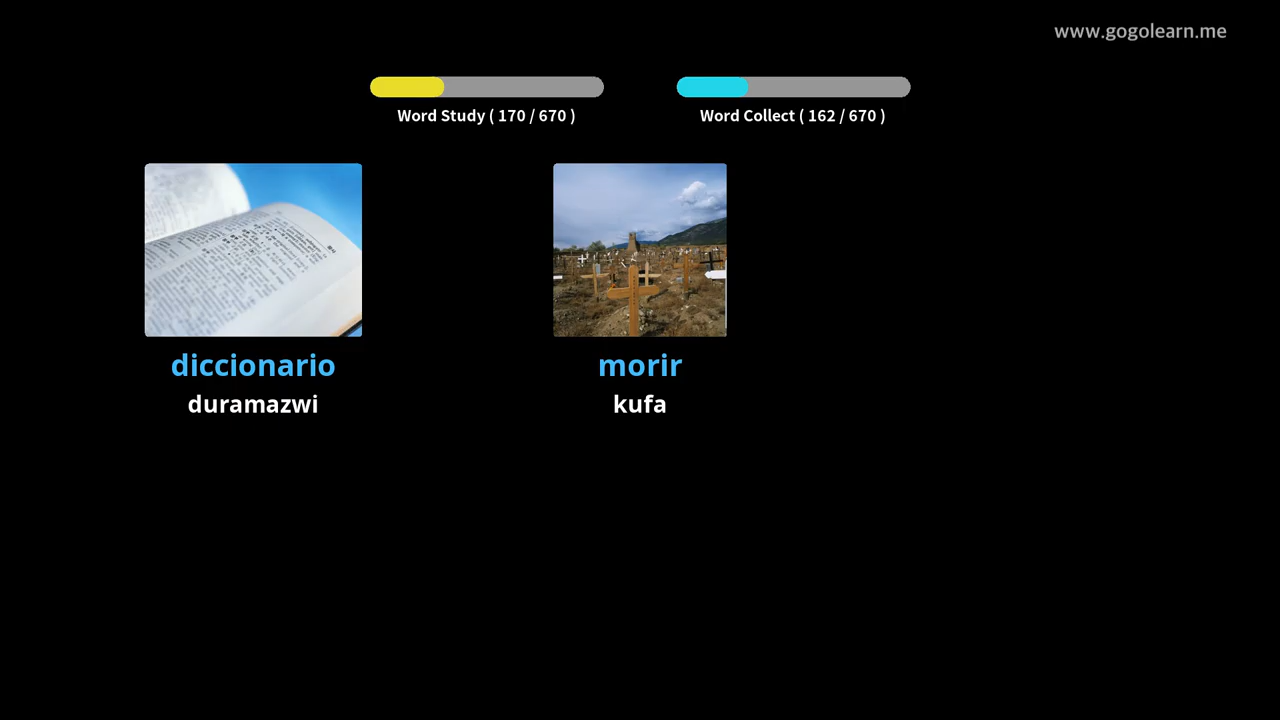 www.gogolearn.me
Word Study ( 170 / 670 )
Word Collect ( 162 / 670 )
diccionario
duramazwi
morir
kufa